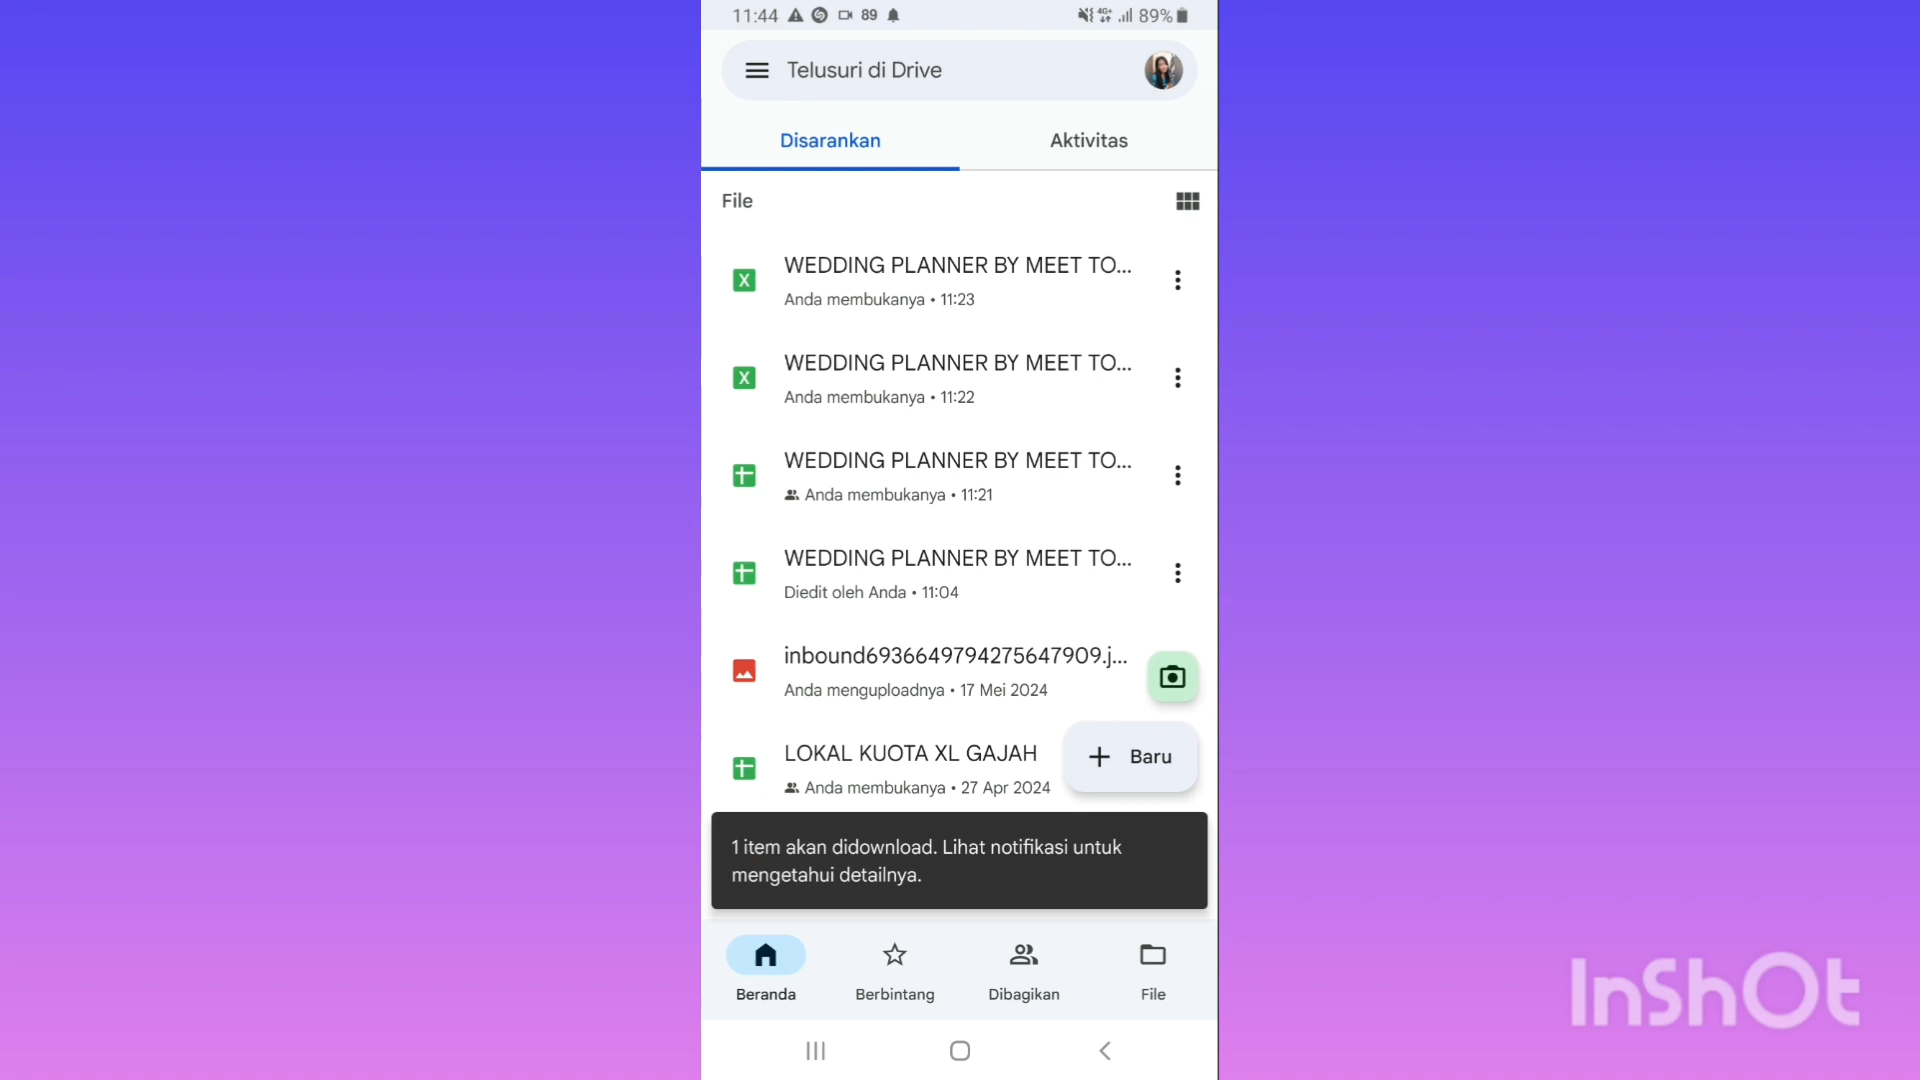 11:44 89 4G+ 89%
Telusuri di Drive
Disarankan Aktivitas
File
WEDDING PLANNER BY MEET TO...
Anda membukanya • 11:23
WEDDING PLANNER BY MEET TO...
Anda membukanya • 11:22
WEDDING PLANNER BY MEET TO...
Anda membukanya • 11:21
WEDDING PLANNER BY MEET TO...
Diedit oleh Anda • 11:04
inbound6936649794275647909.j...
Anda menguploadnya • 17 Mei 2024
LOKAL KUOTA XL GAJAH
Anda membukanya • 27 Apr 2024
Baru
1 item akan didownload. Lihat notifikasi untuk
mengetahui detailnya.
Beranda Berbintang Dibagikan File
InShOt